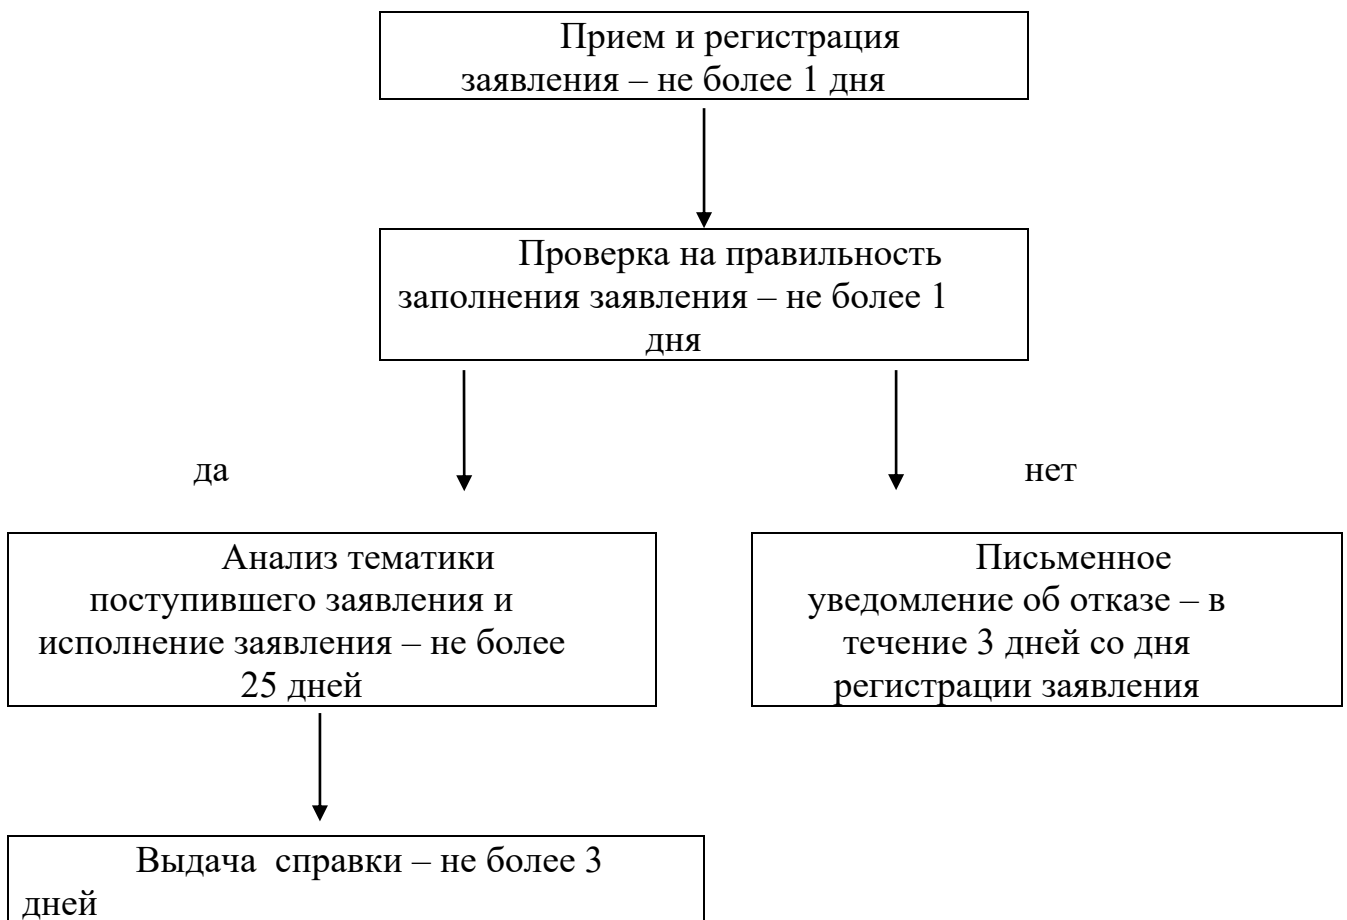 Прием и регистрация
заявления – не более 1 дня
Проверка на правильность
заполнения заявления – не более 1
дня
да
нет
Анализ тематики
поступившего заявления и
исполнение заявления – не более
25 дней
Письменное
уведомление об отказе – в
течение 3 дней со дня
регистрации заявления
Выдача справки – не более 3
дней